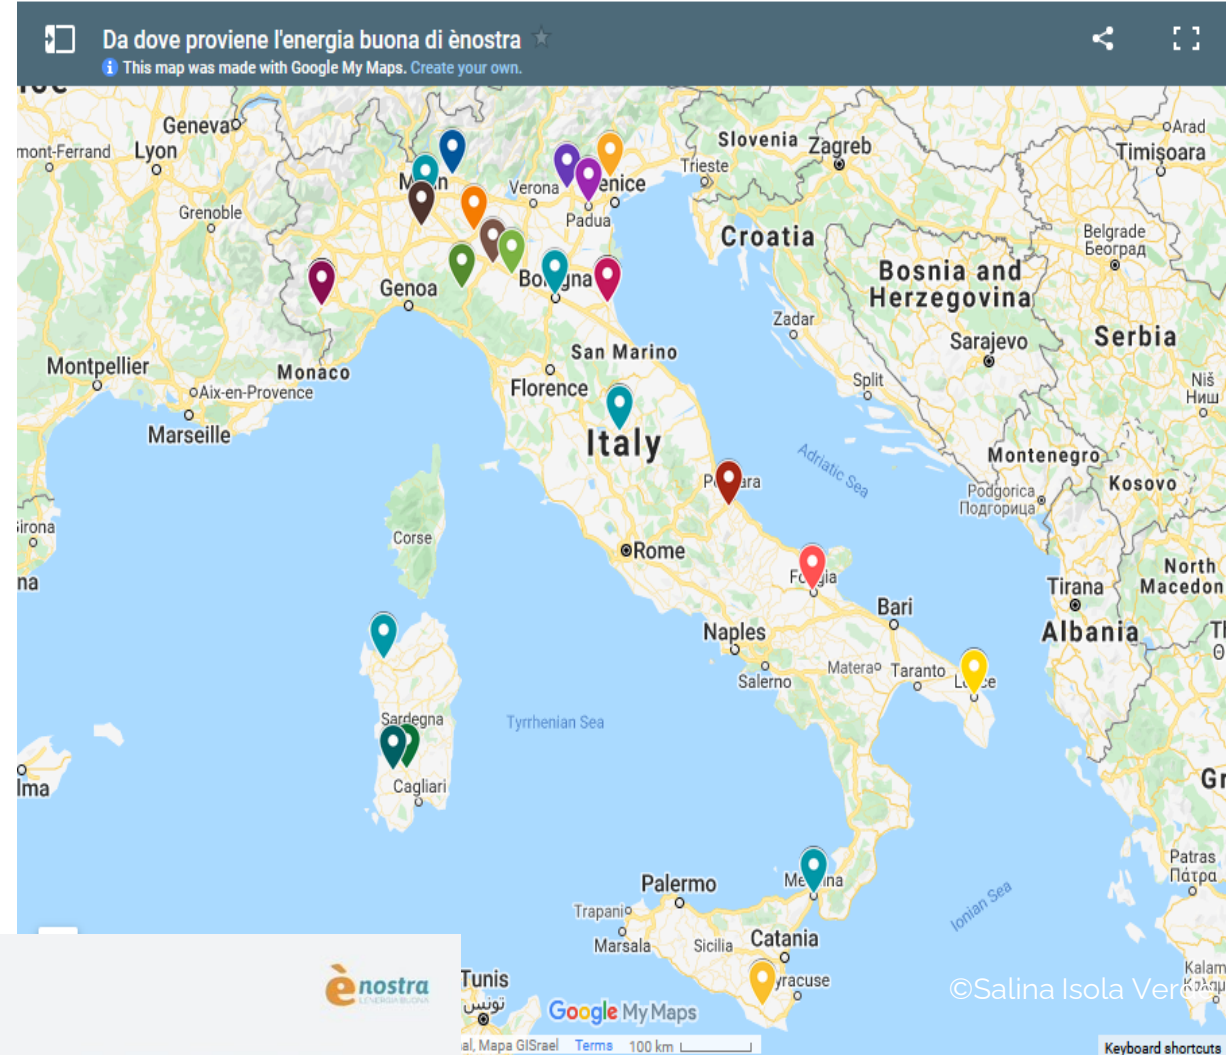 Da dove proviene l'energia buona di ènostra
This map was made with Google My Maps. Create your own.
Geneva
mont-Ferrand
Lyon
Slovenia
Zagreb
Arad
Timișoara
Trieste
Verona
Padua
Grenoble
Croatia
Belgrade
Београд
Bosnia and
Herzegovina
Genoa
Zadar
Sarajevo
Serbia
San Marino
Montpellier
Monaco
Florence
Aix-en-Provence
Split
Niš
Ниш
Marseille
Italy
Adriatic Sea
Montenegro
Podgorica
Подгорица
Kosovo
Corse
Rome
North
Macedon
Tirana
Bari
Albania
Naples
Matera
Taranto
Salerno
Sardegna
Tyrrhenian Sea
Cagliari
Palermo
Trapani
Marsala
Sicilia
Catania
Ionian Sea
Patras
Πάτρα
Tunis
تونس
ènostra
L'ENERGIA BUONA
Google My Maps
©Salina Isola Verde
Mapa GISrael
Terms
100 km
Keyboard shortcuts